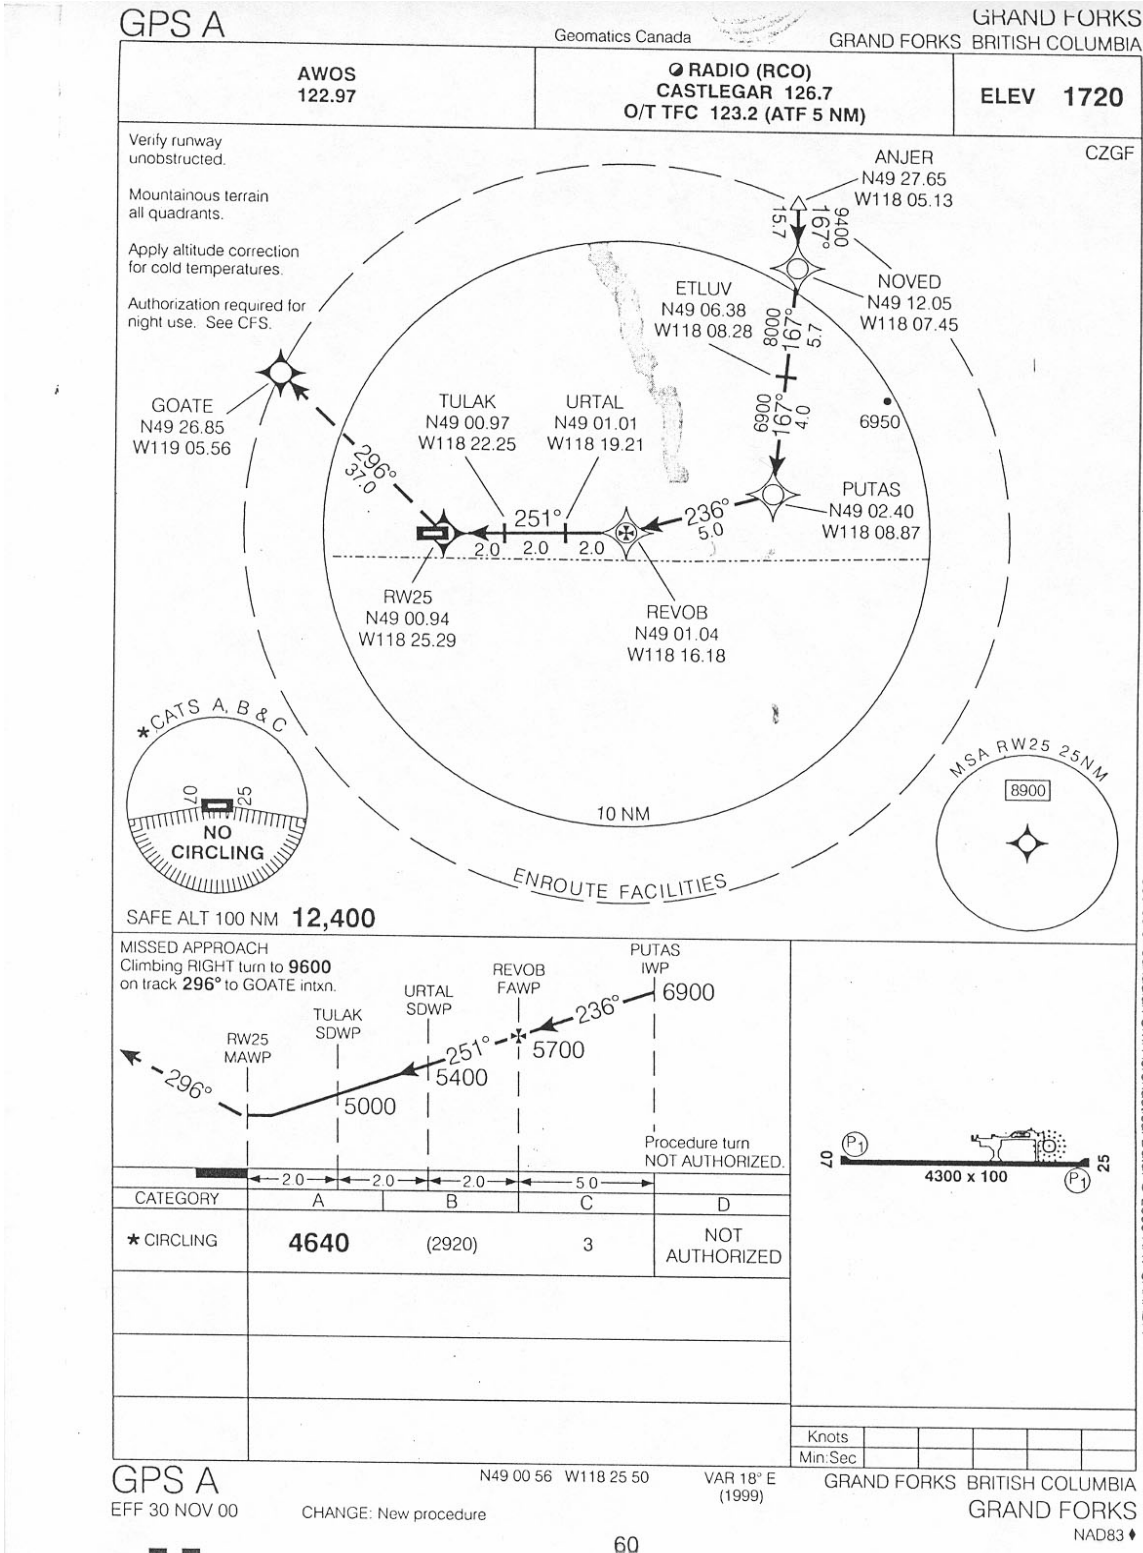 GPS A
Geomatics Canada
GRAND FORKS
GRAND FORKS BRITISH COLUMBIA
AWOS
122.97
RADIO (RCO)
CASTLEGAR 126.7
O/T TFC 123.2 (ATF 5 NM)
ELEV 1720
Verify runway
unobstructed.
Mountainous terrain
all quadrants.
Apply altitude correction
for cold temperatures.
Authorization required for
night use. See CFS.
CZGF
ANJER
N49 27.65
W118 05.13
9400
167°
15.7
NOVED
N49 12.05
W118 07.45
ETLUV
N49 06.38
W118 08.28
8000
167°
5.7
6900
167°
4.0
6950
GOATE
N49 26.85
W119 05.56
TULAK
N49 00.97
W118 22.25
URTAL
N49 01.01
W118 19.21
PUTAS
N49 02.40
W118 08.87
296°
37.0
251°
236°
5.0
2.0 2.0 2.0
RW25
N49 00.94
W118 25.29
REVOB
N49 01.04
W118 16.18
*CATS A, B & C
07 25
NO
CIRCLING
MSA RW25 25NM
8900
10 NM
ENROUTE FACILITIES
SAFE ALT 100 NM 12,400
MISSED APPROACH
Climbing RIGHT turn to 9600
on track 296° to GOATE intxn.
RW25
MAWP
TULAK
SDWP
URTAL
SDWP
REVOB
FAWP
PUTAS
IWP
6900
236°
5700
251°
5400
5000
296°
Procedure turn
NOT AUTHORIZED.
2.0 2.0 2.0 5.0
CATEGORY A B C D
* CIRCLING 4640 (2920) 3 NOT
AUTHORIZED
07
P1
4300 x 100
P1
25
Knots
Min:Sec
GPS A
EFF 30 NOV 00
CHANGE: New procedure
N49 00 56 W118 25 50
VAR 18° E
(1999)
GRAND FORKS BRITISH COLUMBIA
GRAND FORKS
NAD83
60